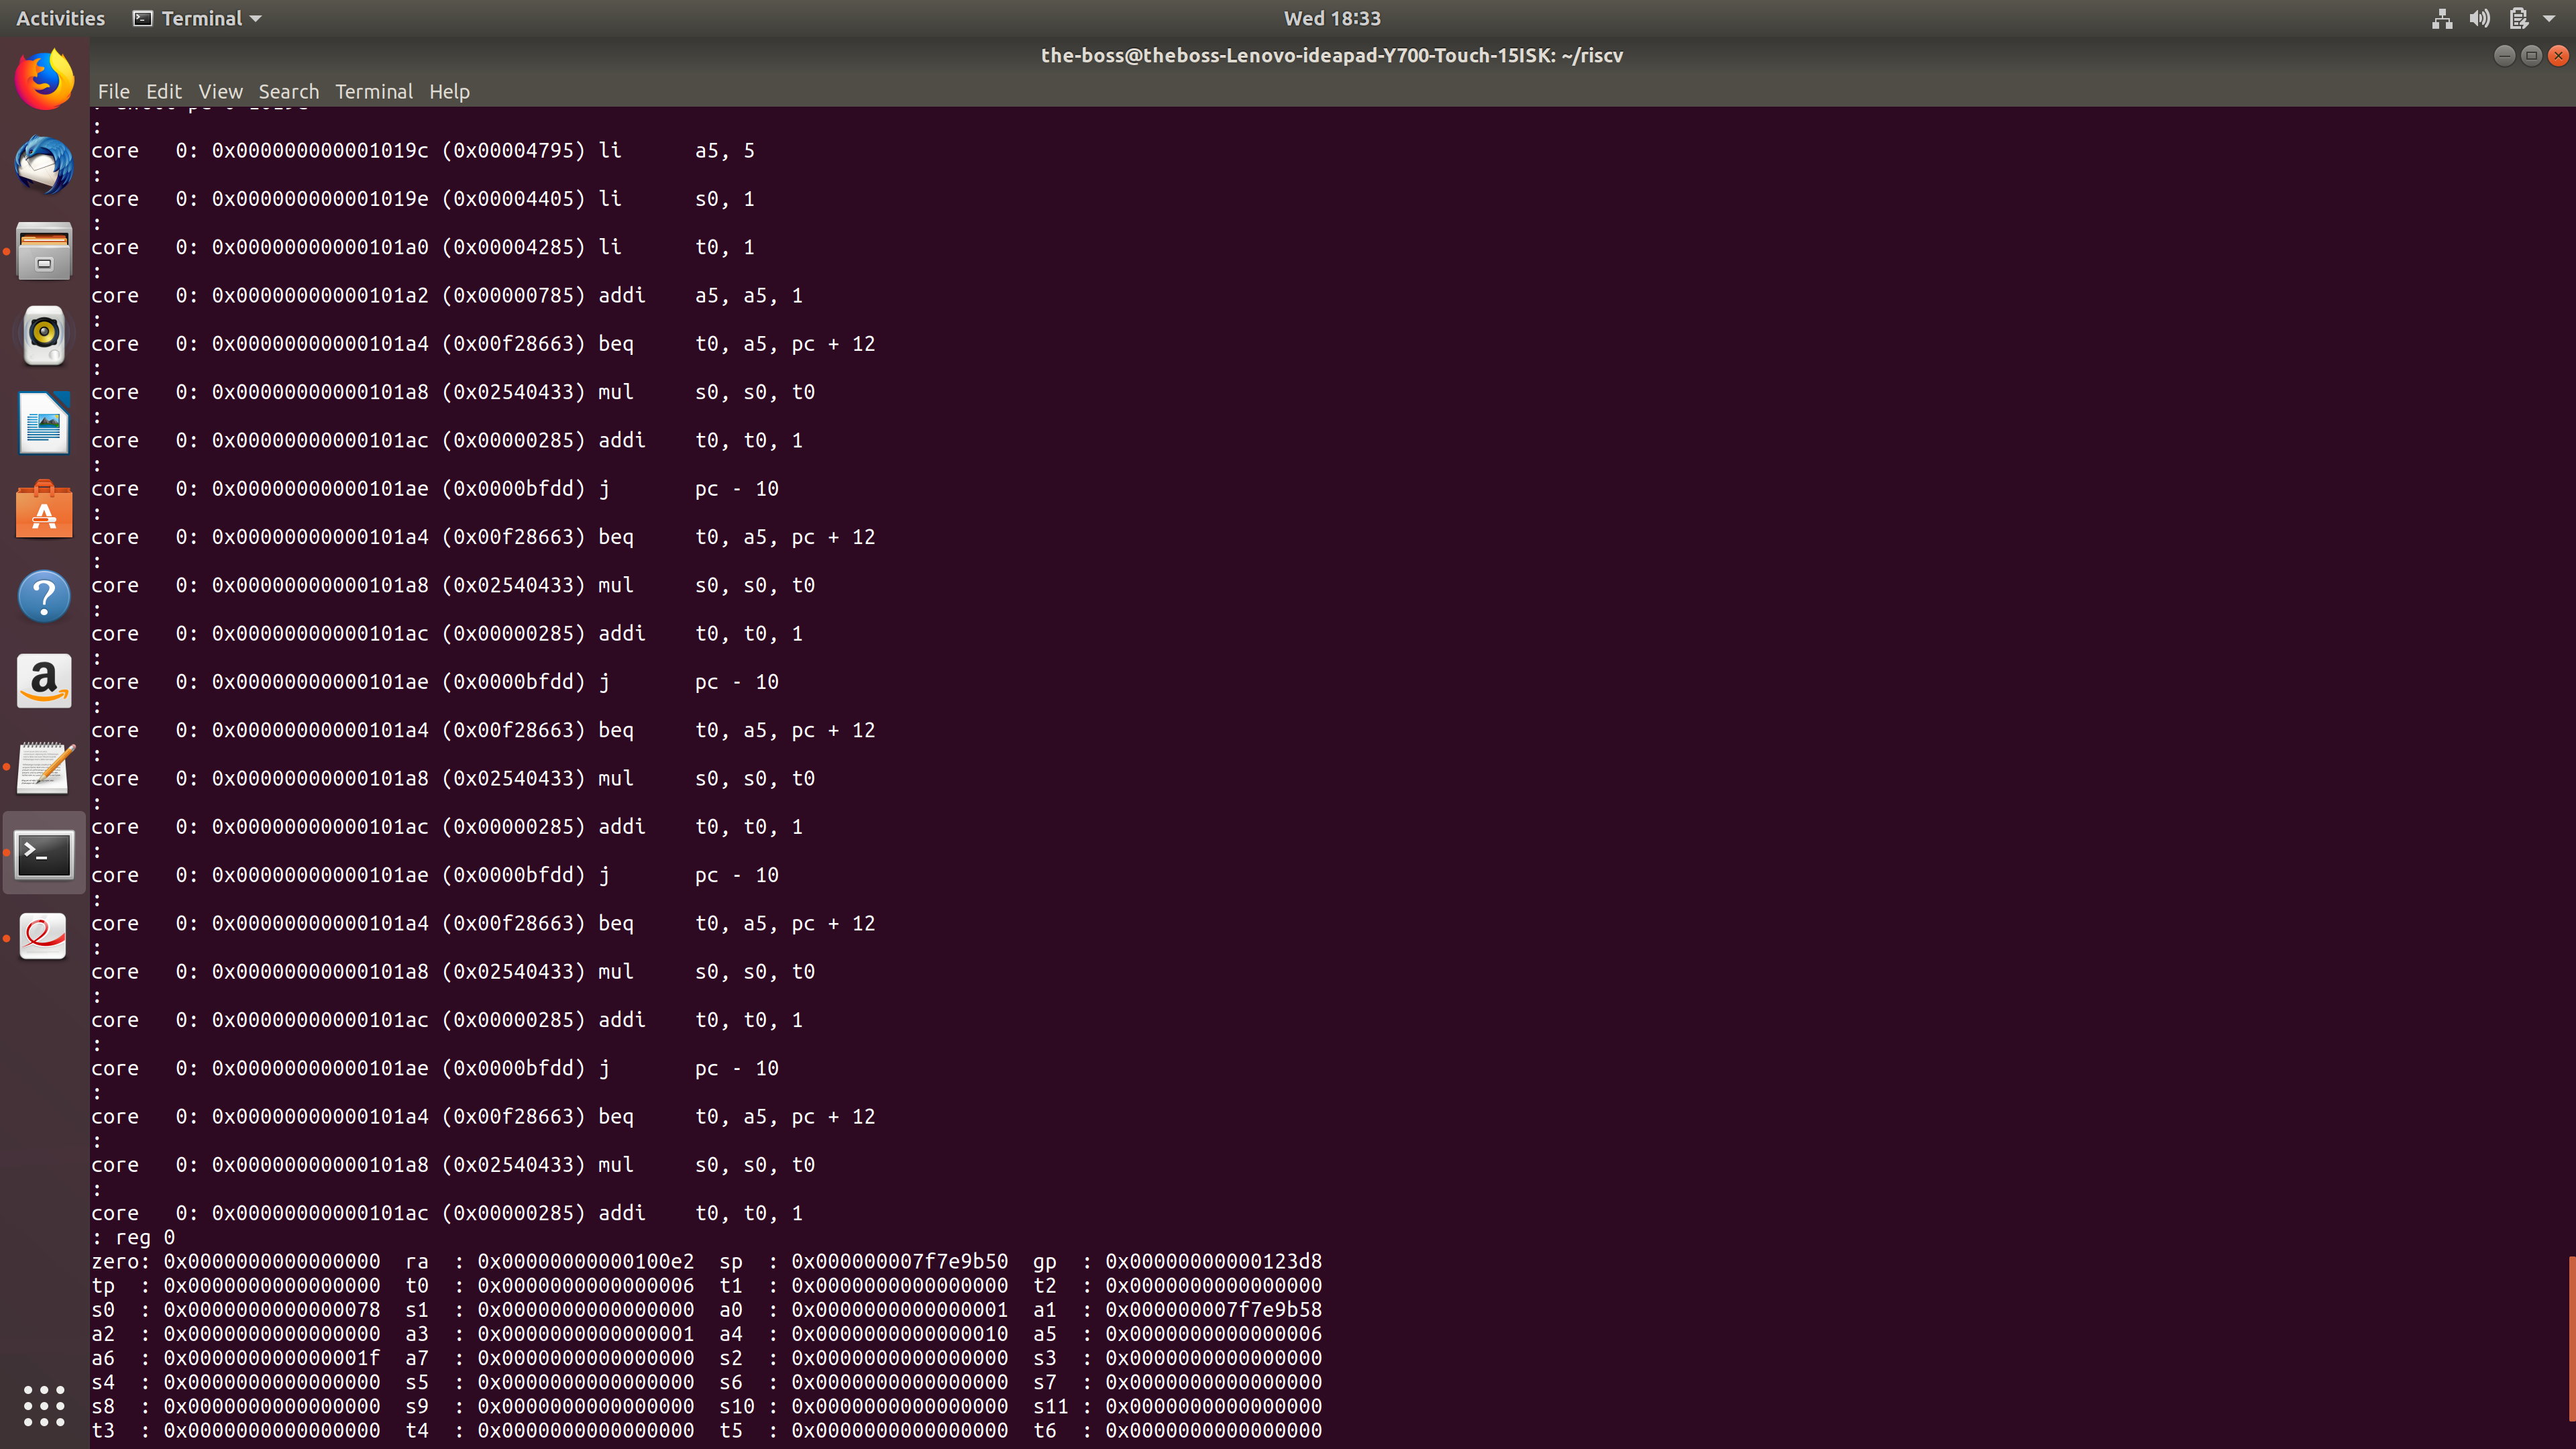 Activities Terminal Wed 18:33
the-boss@theboss-Lenovo-ideapad-Y700-Touch-15ISK: ~/riscv
File Edit View Search Terminal Help
:
core   0: 0x000000000001019c (0x00004795) li      a5, 5
:
core   0: 0x000000000001019e (0x00004405) li      s0, 1
:
core   0: 0x00000000000101a0 (0x00004285) li      t0, 1
:
core   0: 0x00000000000101a2 (0x00000785) addi    a5, a5, 1
:
core   0: 0x00000000000101a4 (0x00f28663) beq     t0, a5, pc + 12
:
core   0: 0x00000000000101a8 (0x02540433) mul     s0, s0, t0
:
core   0: 0x00000000000101ac (0x00000285) addi    t0, t0, 1
:
core   0: 0x00000000000101ae (0x0000bfdd) j       pc - 10
:
core   0: 0x00000000000101a4 (0x00f28663) beq     t0, a5, pc + 12
:
core   0: 0x00000000000101a8 (0x02540433) mul     s0, s0, t0
:
core   0: 0x00000000000101ac (0x00000285) addi    t0, t0, 1
:
core   0: 0x00000000000101ae (0x0000bfdd) j       pc - 10
:
core   0: 0x00000000000101a4 (0x00f28663) beq     t0, a5, pc + 12
:
core   0: 0x00000000000101a8 (0x02540433) mul     s0, s0, t0
:
core   0: 0x00000000000101ac (0x00000285) addi    t0, t0, 1
:
core   0: 0x00000000000101ae (0x0000bfdd) j       pc - 10
:
core   0: 0x00000000000101a4 (0x00f28663) beq     t0, a5, pc + 12
:
core   0: 0x00000000000101a8 (0x02540433) mul     s0, s0, t0
:
core   0: 0x00000000000101ac (0x00000285) addi    t0, t0, 1
:
core   0: 0x00000000000101ae (0x0000bfdd) j       pc - 10
:
core   0: 0x00000000000101a4 (0x00f28663) beq     t0, a5, pc + 12
:
core   0: 0x00000000000101a8 (0x02540433) mul     s0, s0, t0
:
core   0: 0x00000000000101ac (0x00000285) addi    t0, t0, 1
: reg 0
zero: 0x0000000000000000  ra  : 0x00000000000100e2  sp  : 0x000000007f7e9b50  gp  : 0x00000000000123d8
tp  : 0x0000000000000000  t0  : 0x0000000000000006  t1  : 0x0000000000000000  t2  : 0x0000000000000000
s0  : 0x0000000000000078  s1  : 0x0000000000000000  a0  : 0x0000000000000001  a1  : 0x000000007f7e9b58
a2  : 0x0000000000000000  a3  : 0x0000000000000001  a4  : 0x0000000000000010  a5  : 0x0000000000000006
a6  : 0x000000000000001f  a7  : 0x0000000000000000  s2  : 0x0000000000000000  s3  : 0x0000000000000000
s4  : 0x0000000000000000  s5  : 0x0000000000000000  s6  : 0x0000000000000000  s7  : 0x0000000000000000
s8  : 0x0000000000000000  s9  : 0x0000000000000000  s10 : 0x0000000000000000  s11 : 0x0000000000000000
t3  : 0x0000000000000000  t4  : 0x0000000000000000  t5  : 0x0000000000000000  t6  : 0x0000000000000000